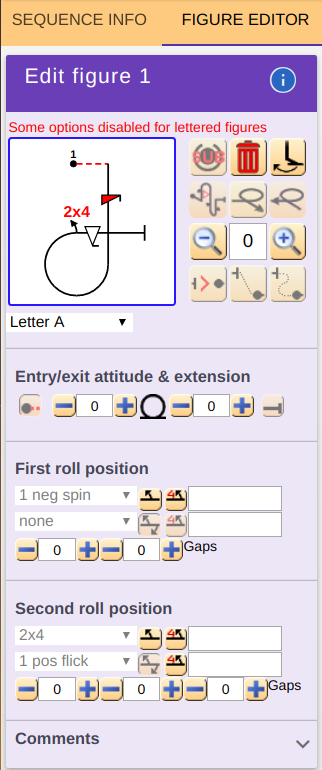 SEQUENCE INFO FIGURE EDITOR
Edit figure 1
Some options disabled for lettered figures
1
2x4
SUB
0
Letter A
Entry/exit attitude & extension
0 0
First roll position
1 neg spin
none
0 0 Gaps
Second roll position
2x4
1 pos flick
0 0 0 Gaps
Comments